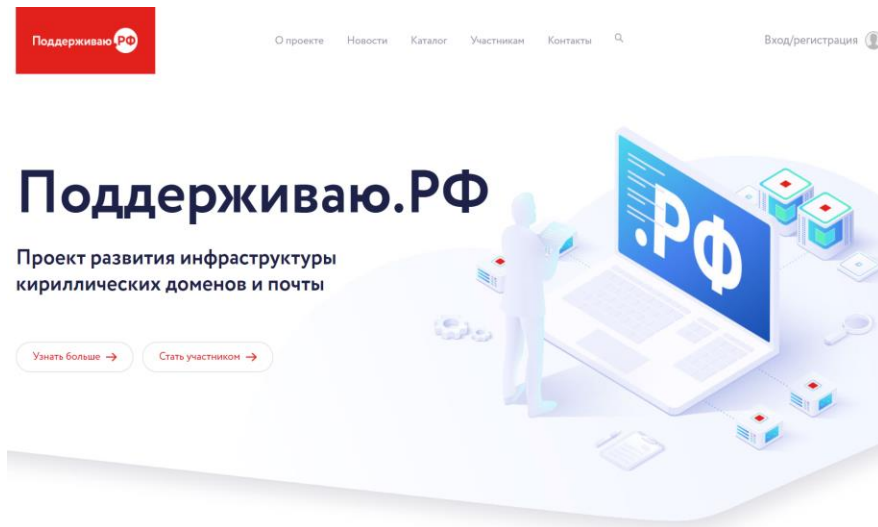 Поддерживаю.РФ
О проекте Новости Каталог Участникам Контакты Вход/регистрация
Поддерживаю.РФ
Проект развития инфраструктуры
кириллических доменов и почты
Узнать больше → Стать участником →
.РФ